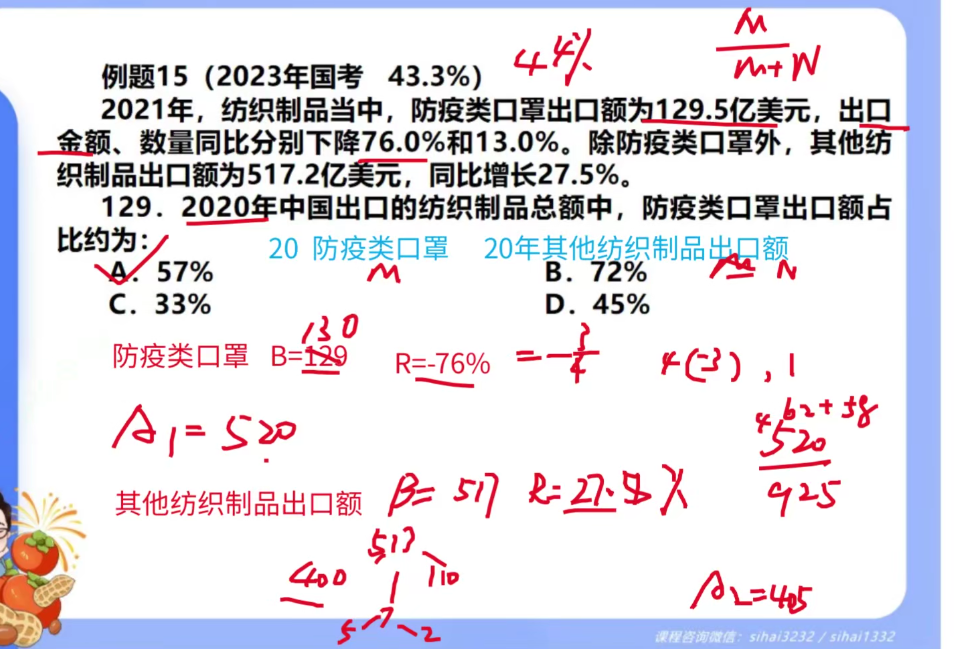 例题15（2023年国考 43.3%） 44%
M
M+N
2021年，纺织制品当中，防疫类口罩出口额为129.5亿美元，出口
金额、数量同比分别下降76.0%和13.0%。除防疫类口罩外，其他纺
织制品出口额为517.2亿美元，同比增长27.5%。
129．2020年中国出口的纺织制品总额中，防疫类口罩出口额占
比约为：
20 防疫类口罩 20年其他纺织制品出口额
A．57% M B．72% N
C．33% D．45%
130
防疫类口罩 B=129 R=-76% =-3/4 4(-3),1
A1=520
462+58
520
925
其他纺织制品出口额 B=517 R=27.5%
517
400 110
5 7 2
A2=405
课程咨询微信：sihai3232 / sihai1332